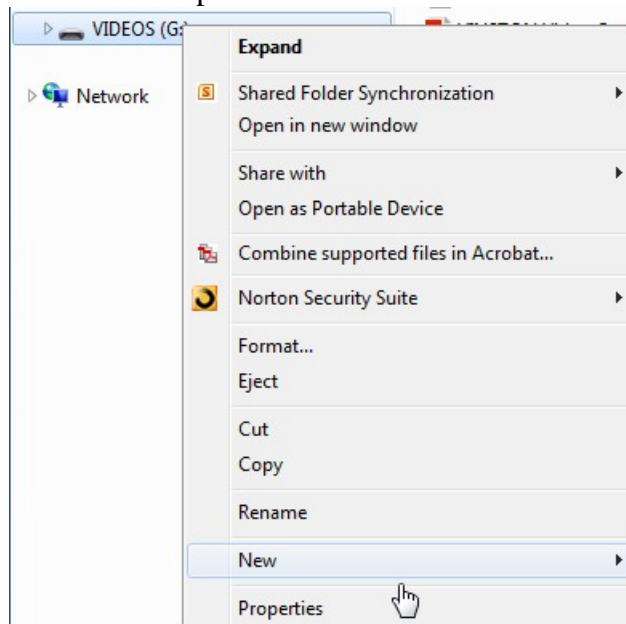 VIDEOS (G:)
Expand
Network
Shared Folder Synchronization
Open in new window
Share with
Open as Portable Device
Combine supported files in Acrobat...
Norton Security Suite
Format...
Eject
Cut
Copy
Rename
New
Properties